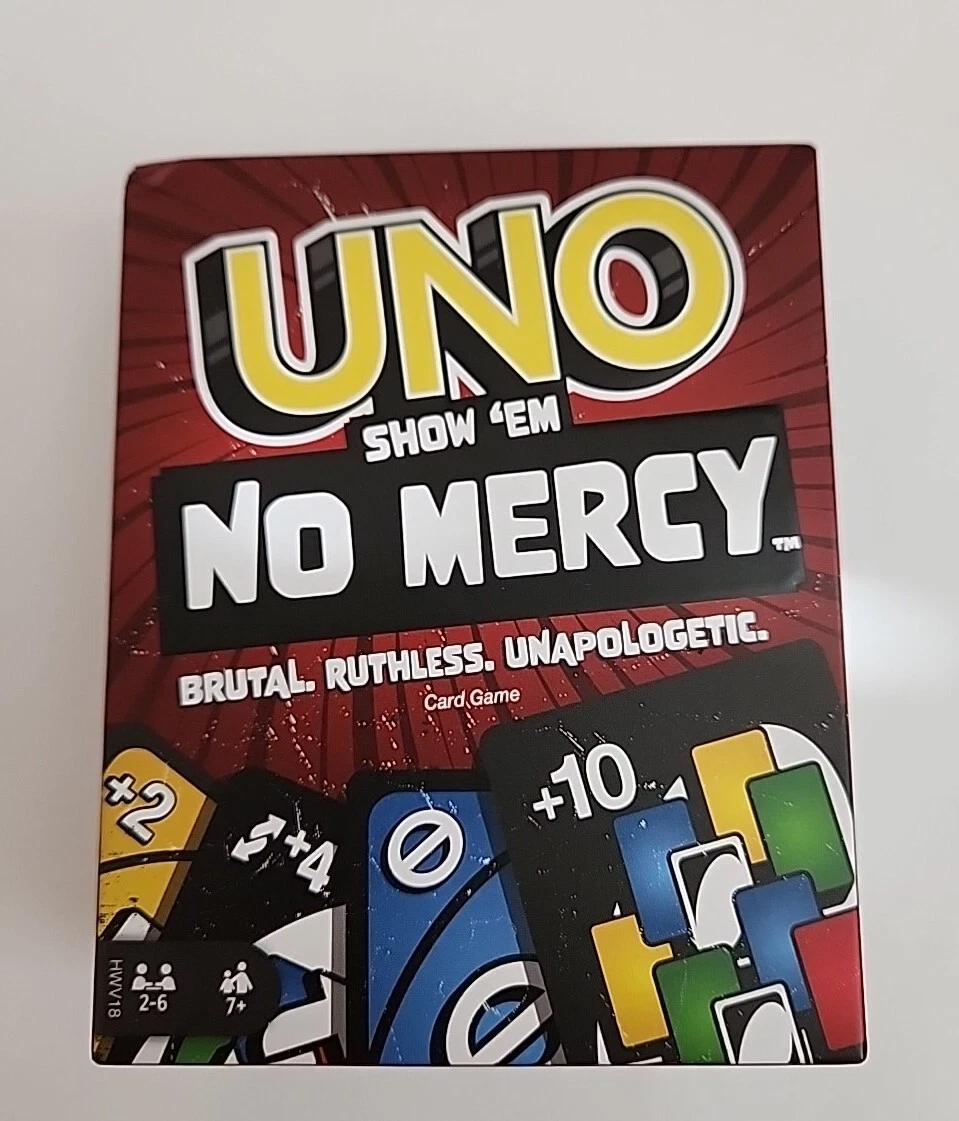 UNO
SHOW 'EM
NO MERCY™
BRUTAL. RUTHLESS. UNAPOLOGETIC.
Card Game
+10
+2
+4
HWV18
2-6
7+